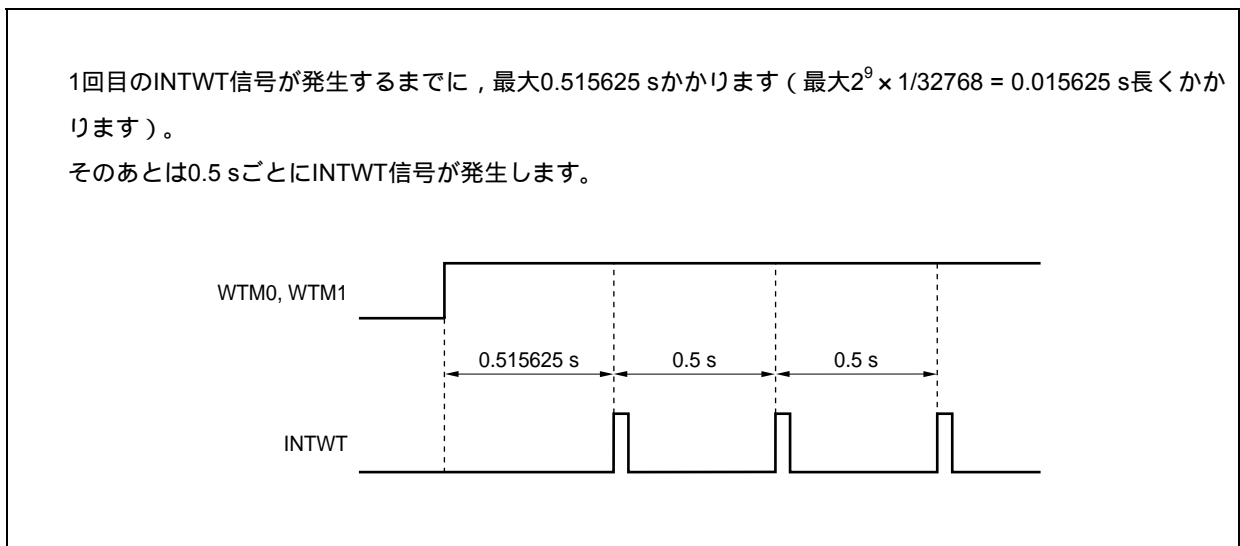 1回目のINTWT信号が発生するまでに，最大0.515625 sかかります（最大2⁹×1/32768 = 0.015625 s長くかか
ります）。
そのあとは0.5 sごとにINTWT信号が発生します。
WTM0, WTM1
0.515625 s 0.5 s 0.5 s
INTWT